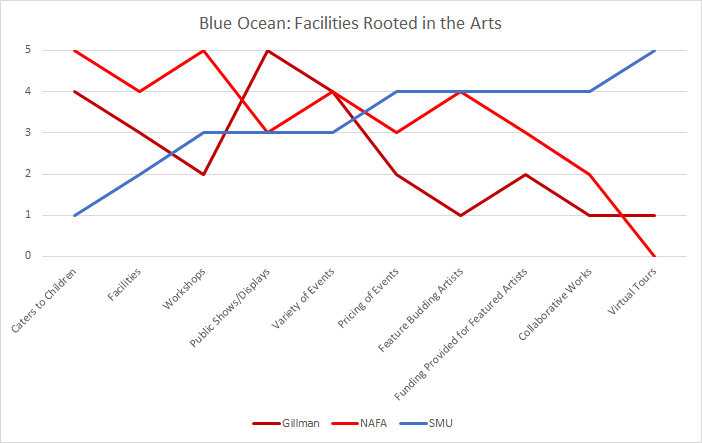 Blue Ocean: Facilities Rooted in the Arts
5
4
3
2
1
0
Caters to Children
Facilities
Workshops
Public Shows/Displays
Variety of Events
Pricing of Events
Feature Budding Artists
Funding Provided for Featured Artists
Collaborative Works
Virtual Tours
Gillman
NAFA
SMU